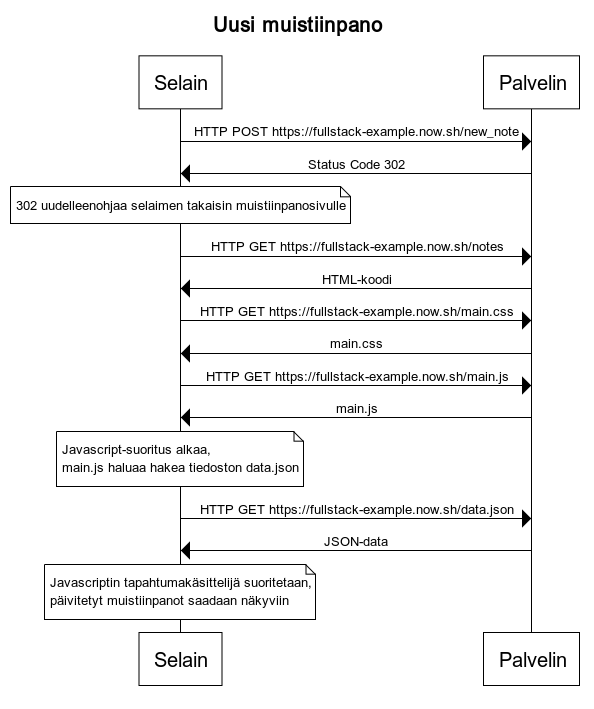 Uusi muistiinpano
Selain
Palvelin
HTTP POST https://fullstack-example.now.sh/new_note
Status Code 302
302 uudelleenohjaa selaimen takaisin muistiinpanosivulle
HTTP GET https://fullstack-example.now.sh/notes
HTML-koodi
HTTP GET https://fullstack-example.now.sh/main.css
main.css
HTTP GET https://fullstack-example.now.sh/main.js
main.js
Javascript-suoritus alkaa,
main.js haluaa hakea tiedoston data.json
HTTP GET https://fullstack-example.now.sh/data.json
JSON-data
Javascriptin tapahtumakäsittelijä suoritetaan,
päivitetyt muistiinpanot saadaan näkyviin
Selain
Palvelin